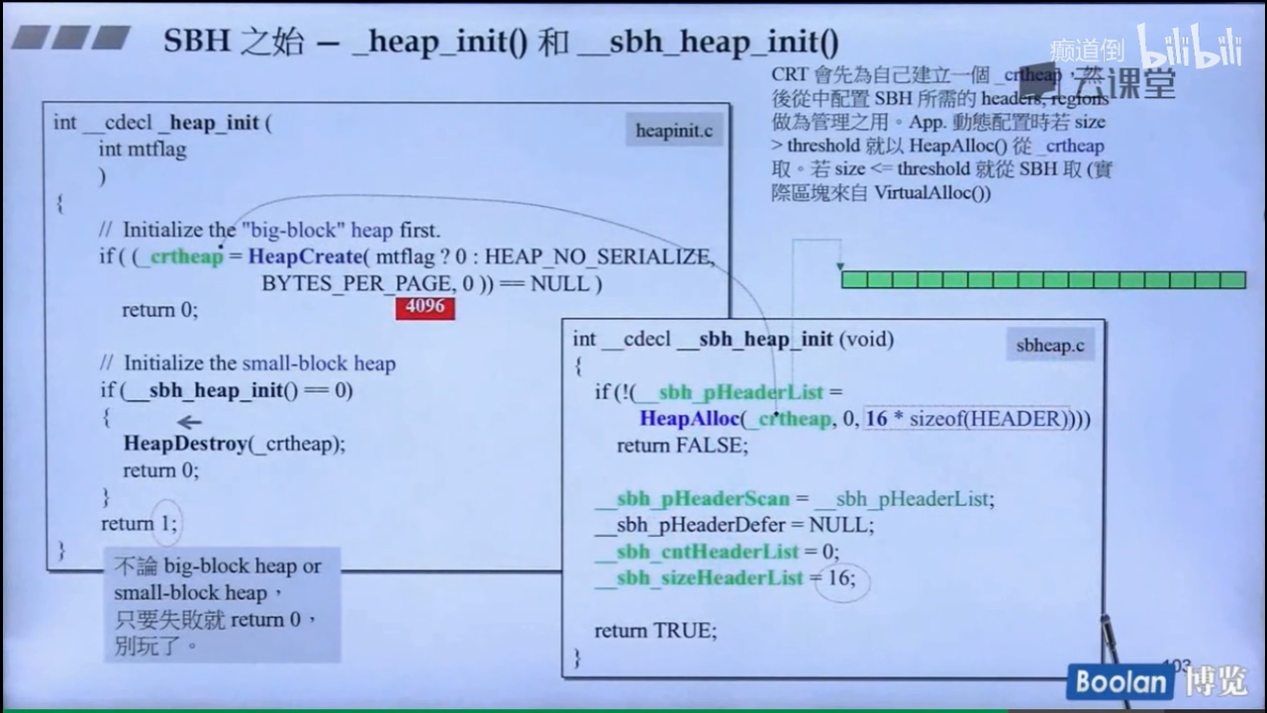 SBH 之始 – _heap_init() 和 __sbh_heap_init()
癫道倒 bilibili
云课堂
CRT 會先為自己建立一個 _crtheap，然
後從中配置 SBH 所需的 headers, regions
做為管理之用。App. 動態配置時若 size
> threshold 就以 HeapAlloc() 從 _crtheap
取。若 size <= threshold 就從 SBH 取 (實
際區塊來自 VirtualAlloc())
int __cdecl _heap_init (
heapinit.c
int mtflag
)
{
// Initialize the "big-block" heap first.
if ( (_crtheap = HeapCreate( mtflag ? 0 : HEAP_NO_SERIALIZE,
BYTES_PER_PAGE, 0 )) == NULL )
4096
return 0;
// Initialize the small-block heap
if (__sbh_heap_init() == 0)
{
HeapDestroy(_crtheap);
return 0;
}
return 1;
}
不論 big-block heap or
small-block heap，
只要失敗就 return 0，
別玩了。
int __cdecl __sbh_heap_init (void)
sbheap.c
{
if (!(__sbh_pHeaderList =
HeapAlloc(_crtheap, 0, 16 * sizeof(HEADER))))
return FALSE;
__sbh_pHeaderScan = __sbh_pHeaderList;
__sbh_pHeaderDefer = NULL;
__sbh_cntHeaderList = 0;
__sbh_sizeHeaderList = 16;
return TRUE;
}
103
Boolan 博览